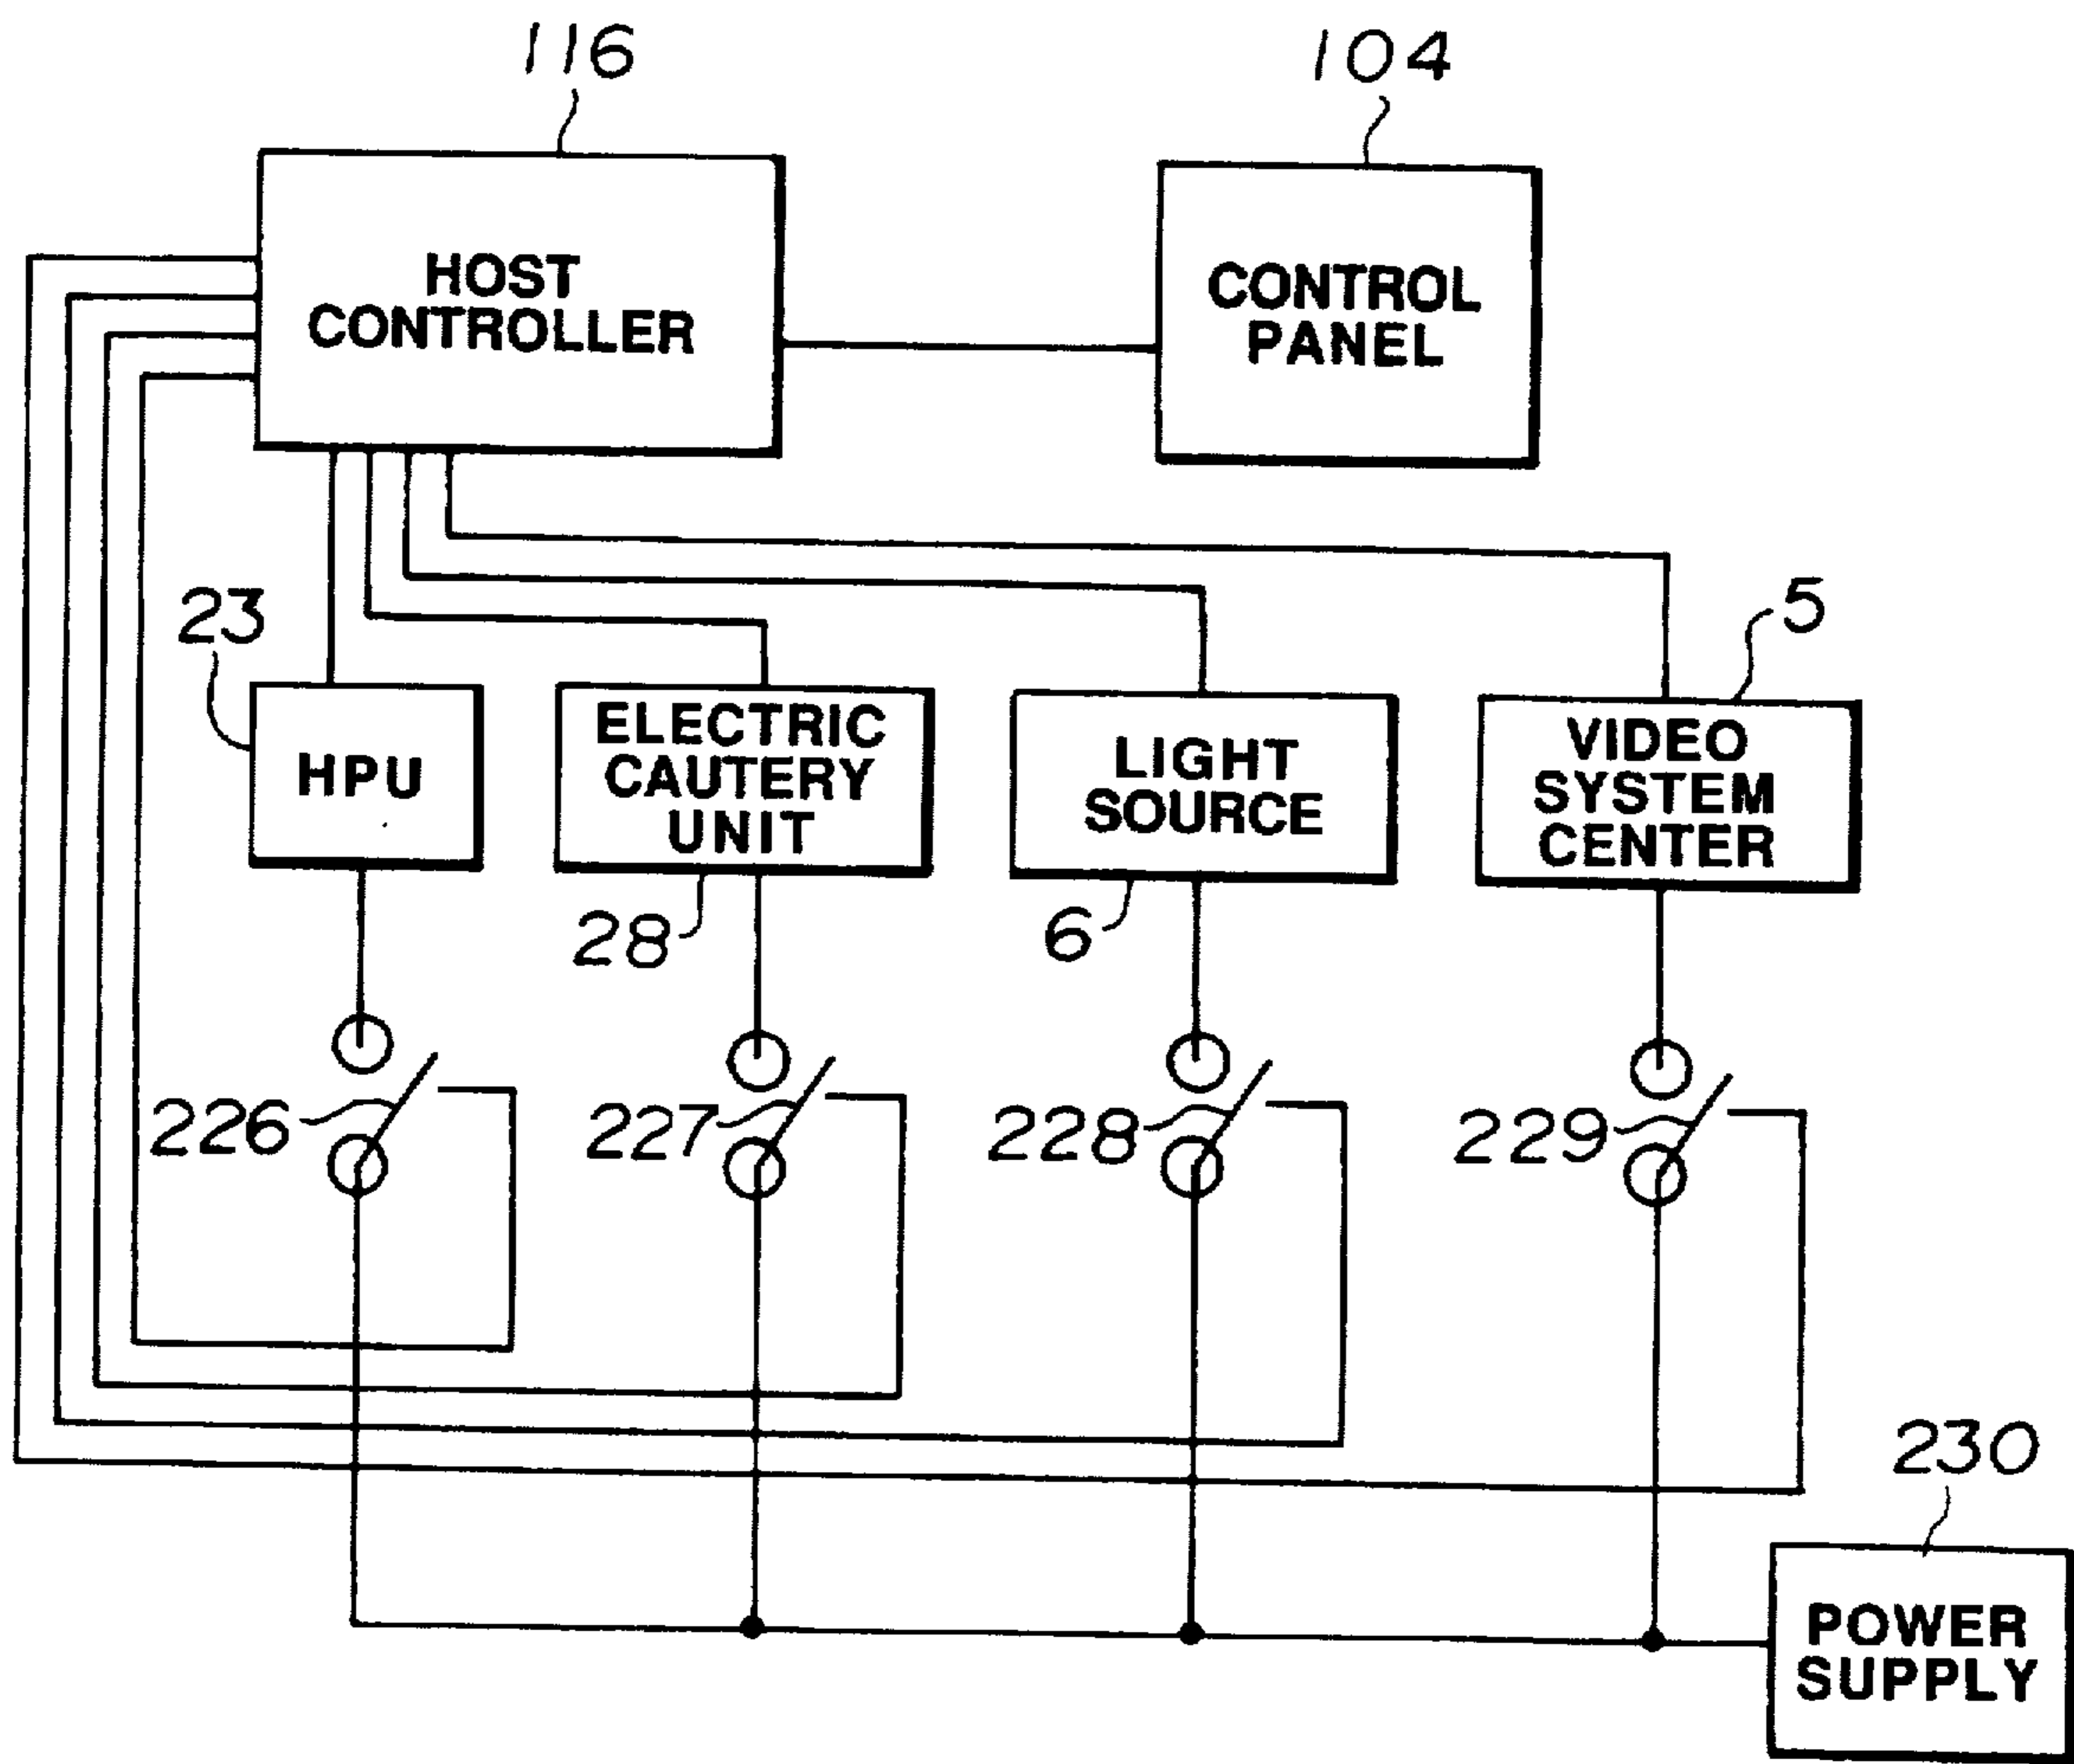 116
104
HOST
CONTROLLER
CONTROL
PANEL
23
5
HPU
ELECTRIC
CAUTERY
UNIT
LIGHT
SOURCE
VIDEO
SYSTEM
CENTER
28
6
226
227
228
229
230
POWER
SUPPLY